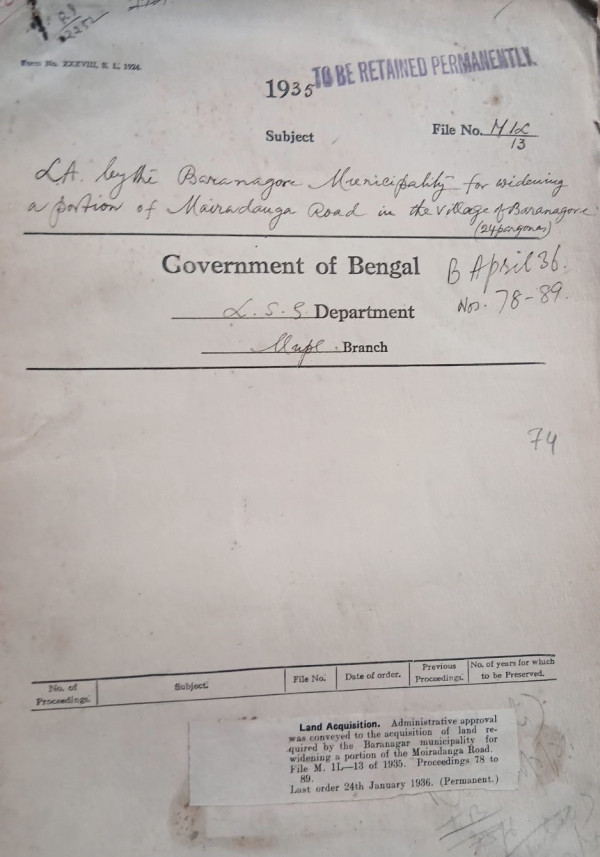 Form No. XXXVIII, S. L. 1924.
1935
TO BE RETAINED PERMANENTLY.
Subject
File No. M 1L/13
L.A. by the Baranagore Municipality for widening
a portion of Mairadanga Road in the village of Baranagore
(24 parganas)
Government of Bengal
B April 36.
Nos. 78-89.
L. S. G. Department
Branch
74
No. of Proceedings.
Subject.
File No.
Date of order.
Previous Proceedings.
No. of years for which to be Preserved.
Land Acquisition. Administrative approval
was conveyed to the acquisition of land re-
quired by the Baranagar municipality for
widening a portion of the Moiradanga Road.
File M. 1L—13 of 1935. Proceedings 78 to
89.
Last order 24th January 1936. (Permanent.)